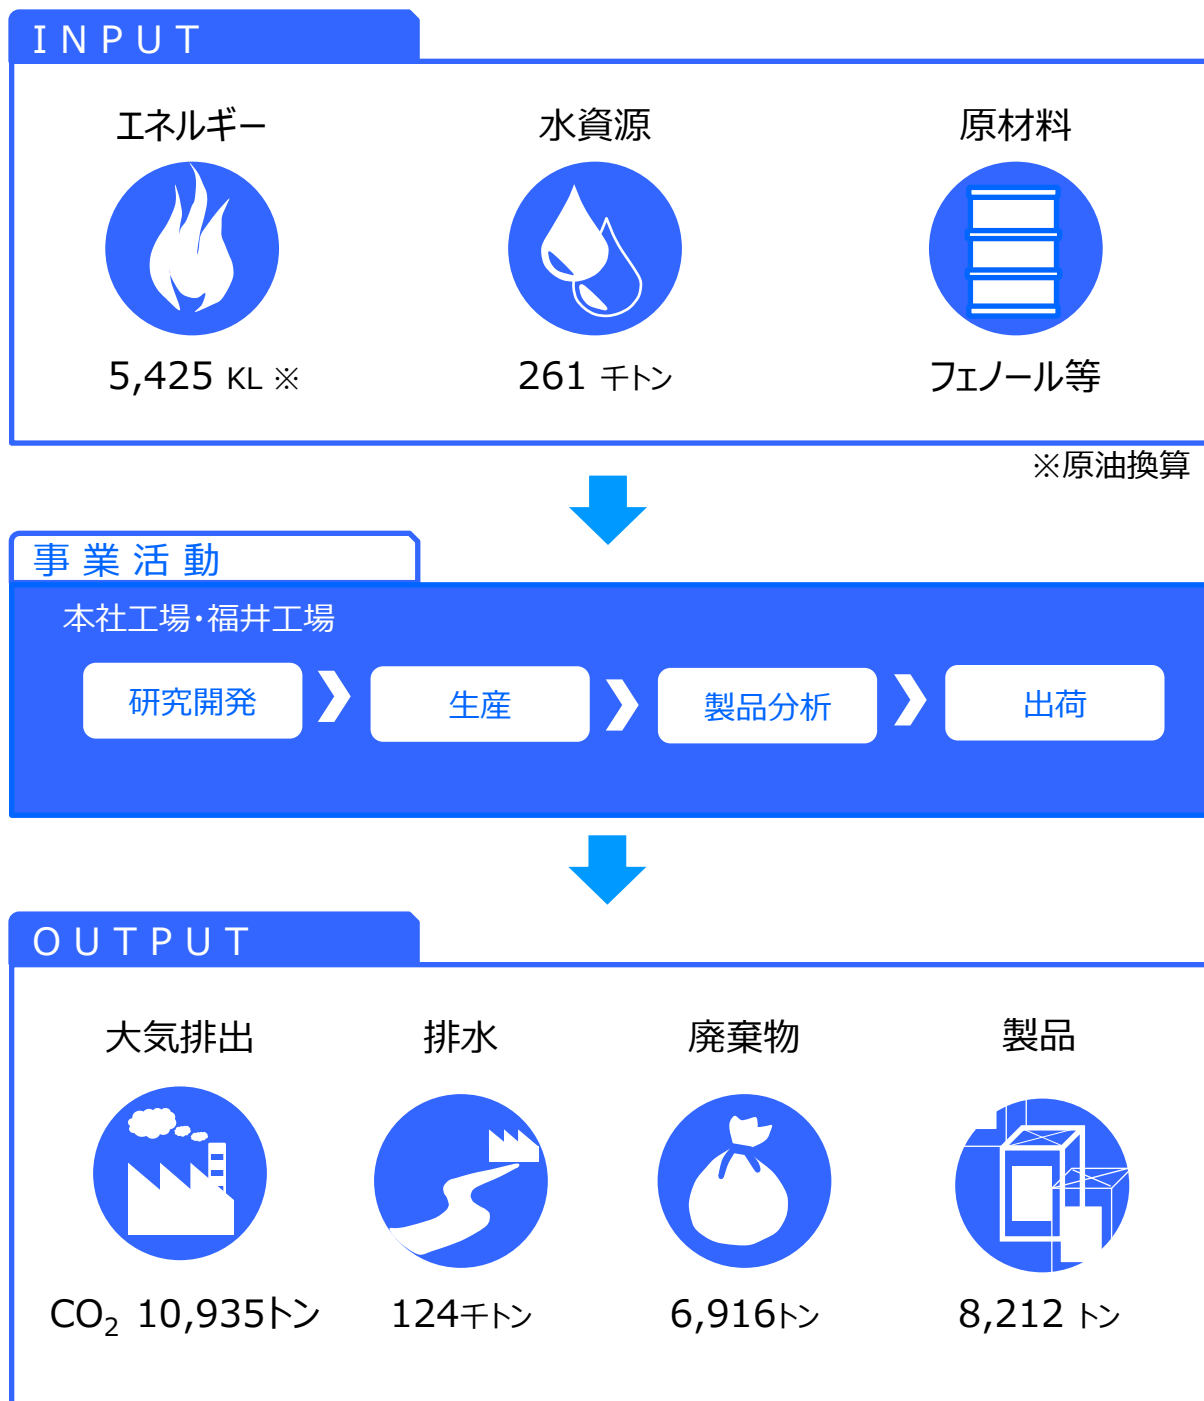 INPUT
エネルギー 水資源 原材料
5,425 KL ※ 261 千トン フェノール等
※原油換算
事業活動
本社工場・福井工場
研究開発 生産 製品分析 出荷
OUTPUT
大気排出 排水 廃棄物 製品
CO₂ 10,935トン 124千トン 6,916トン 8,212 トン